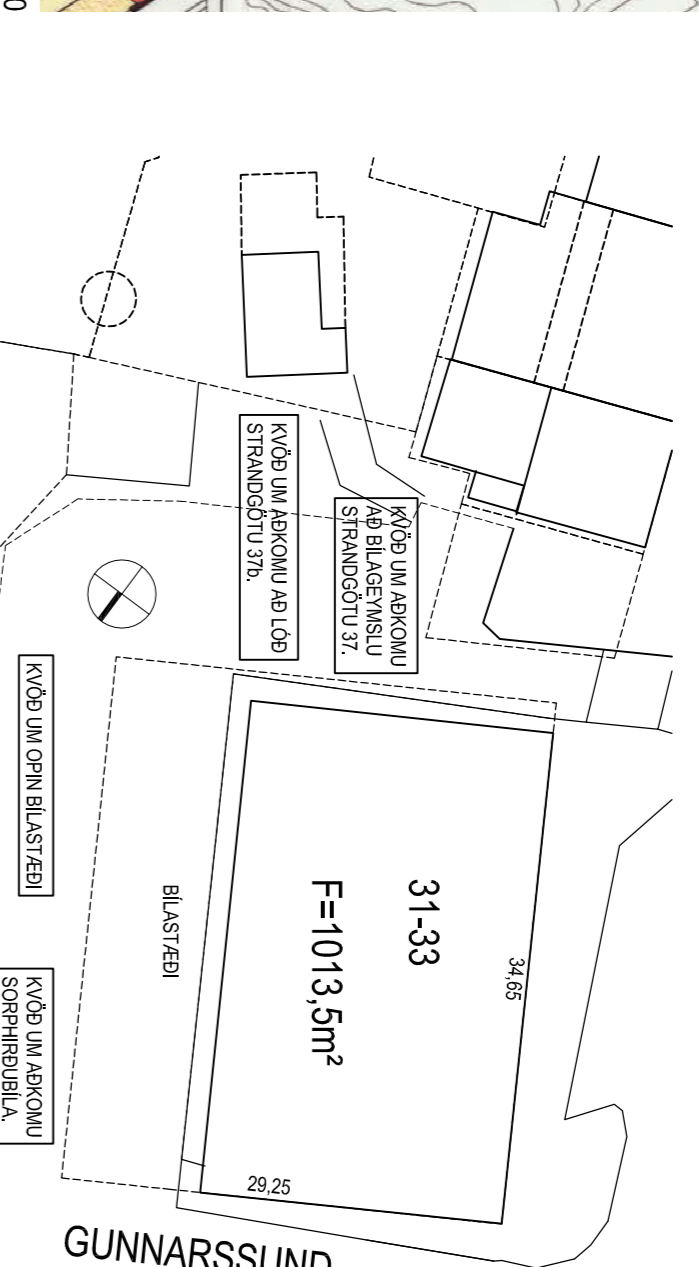 KVÖÐ UM AÐKOMU
AÐ BÍLAGEYMSLU
STRANDGÖTU 37.
KVÖÐ UM AÐKOMU AÐ LÓÐ
STRANDGÖTU 37b.
31-33
F=1013,5m²
34,65
29,25
BÍLASTÆÐI
KVÖÐ UM OPIN BÍLASTÆÐI
KVÖÐ UM AÐKOMU
SORPHIRÐUBÍLA.
GUNNARSSUND